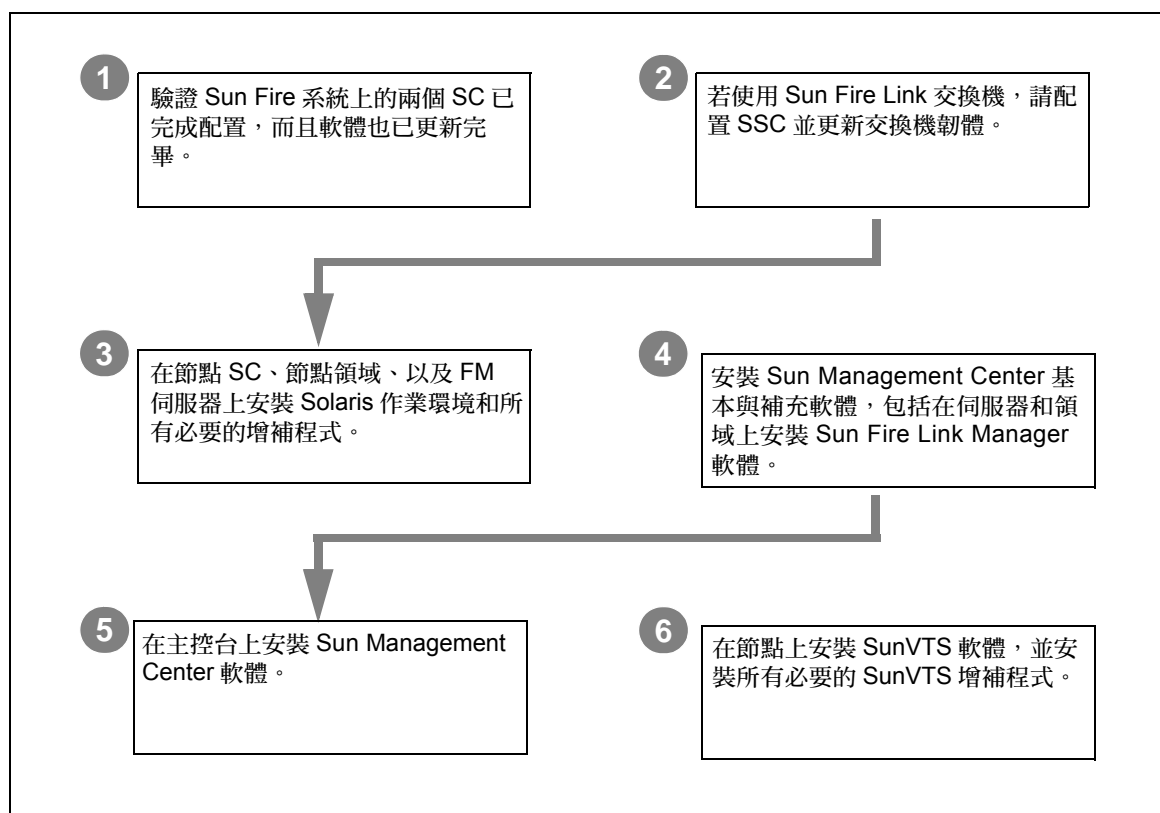 1
驗證 Sun Fire 系統上的兩個 SC 已
完成配置，而且軟體也已更新完
畢。
2
若使用 Sun Fire Link 交換機，請配
置 SSC 並更新交換機韌體。
3
在節點 SC、節點領域、以及 FM
伺服器上安裝 Solaris 作業環境和所
有必要的增補程式。
4
安裝 Sun Management Center 基
本與補充軟體，包括在伺服器和領
域上安裝 Sun Fire Link Manager
軟體。
5
在主控台上安裝 Sun Management
Center 軟體。
6
在節點上安裝 SunVTS 軟體，並安
裝所有必要的 SunVTS 增補程式。